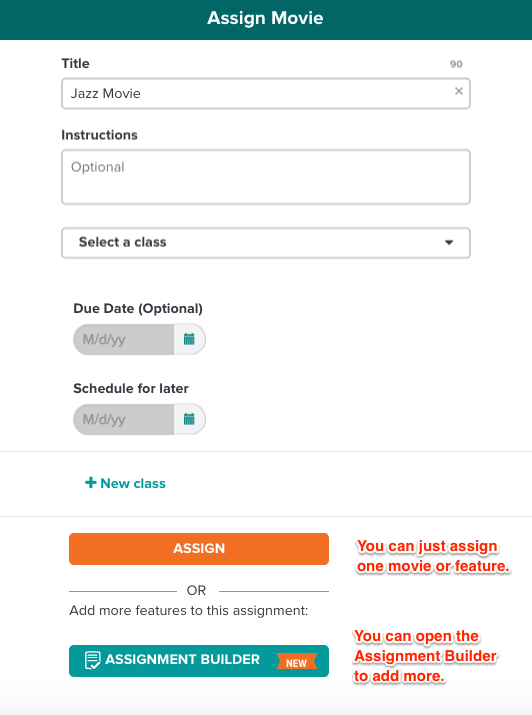 Assign Movie
Title
90
Jazz Movie
Instructions
Optional
Select a class
Due Date (Optional)
M/d/yy
Schedule for later
M/d/yy
New class
ASSIGN
You can just assign
one movie or feature.
OR
Add more features to this assignment:
You can open the
Assignment Builder
to add more.
ASSIGNMENT BUILDER NEW